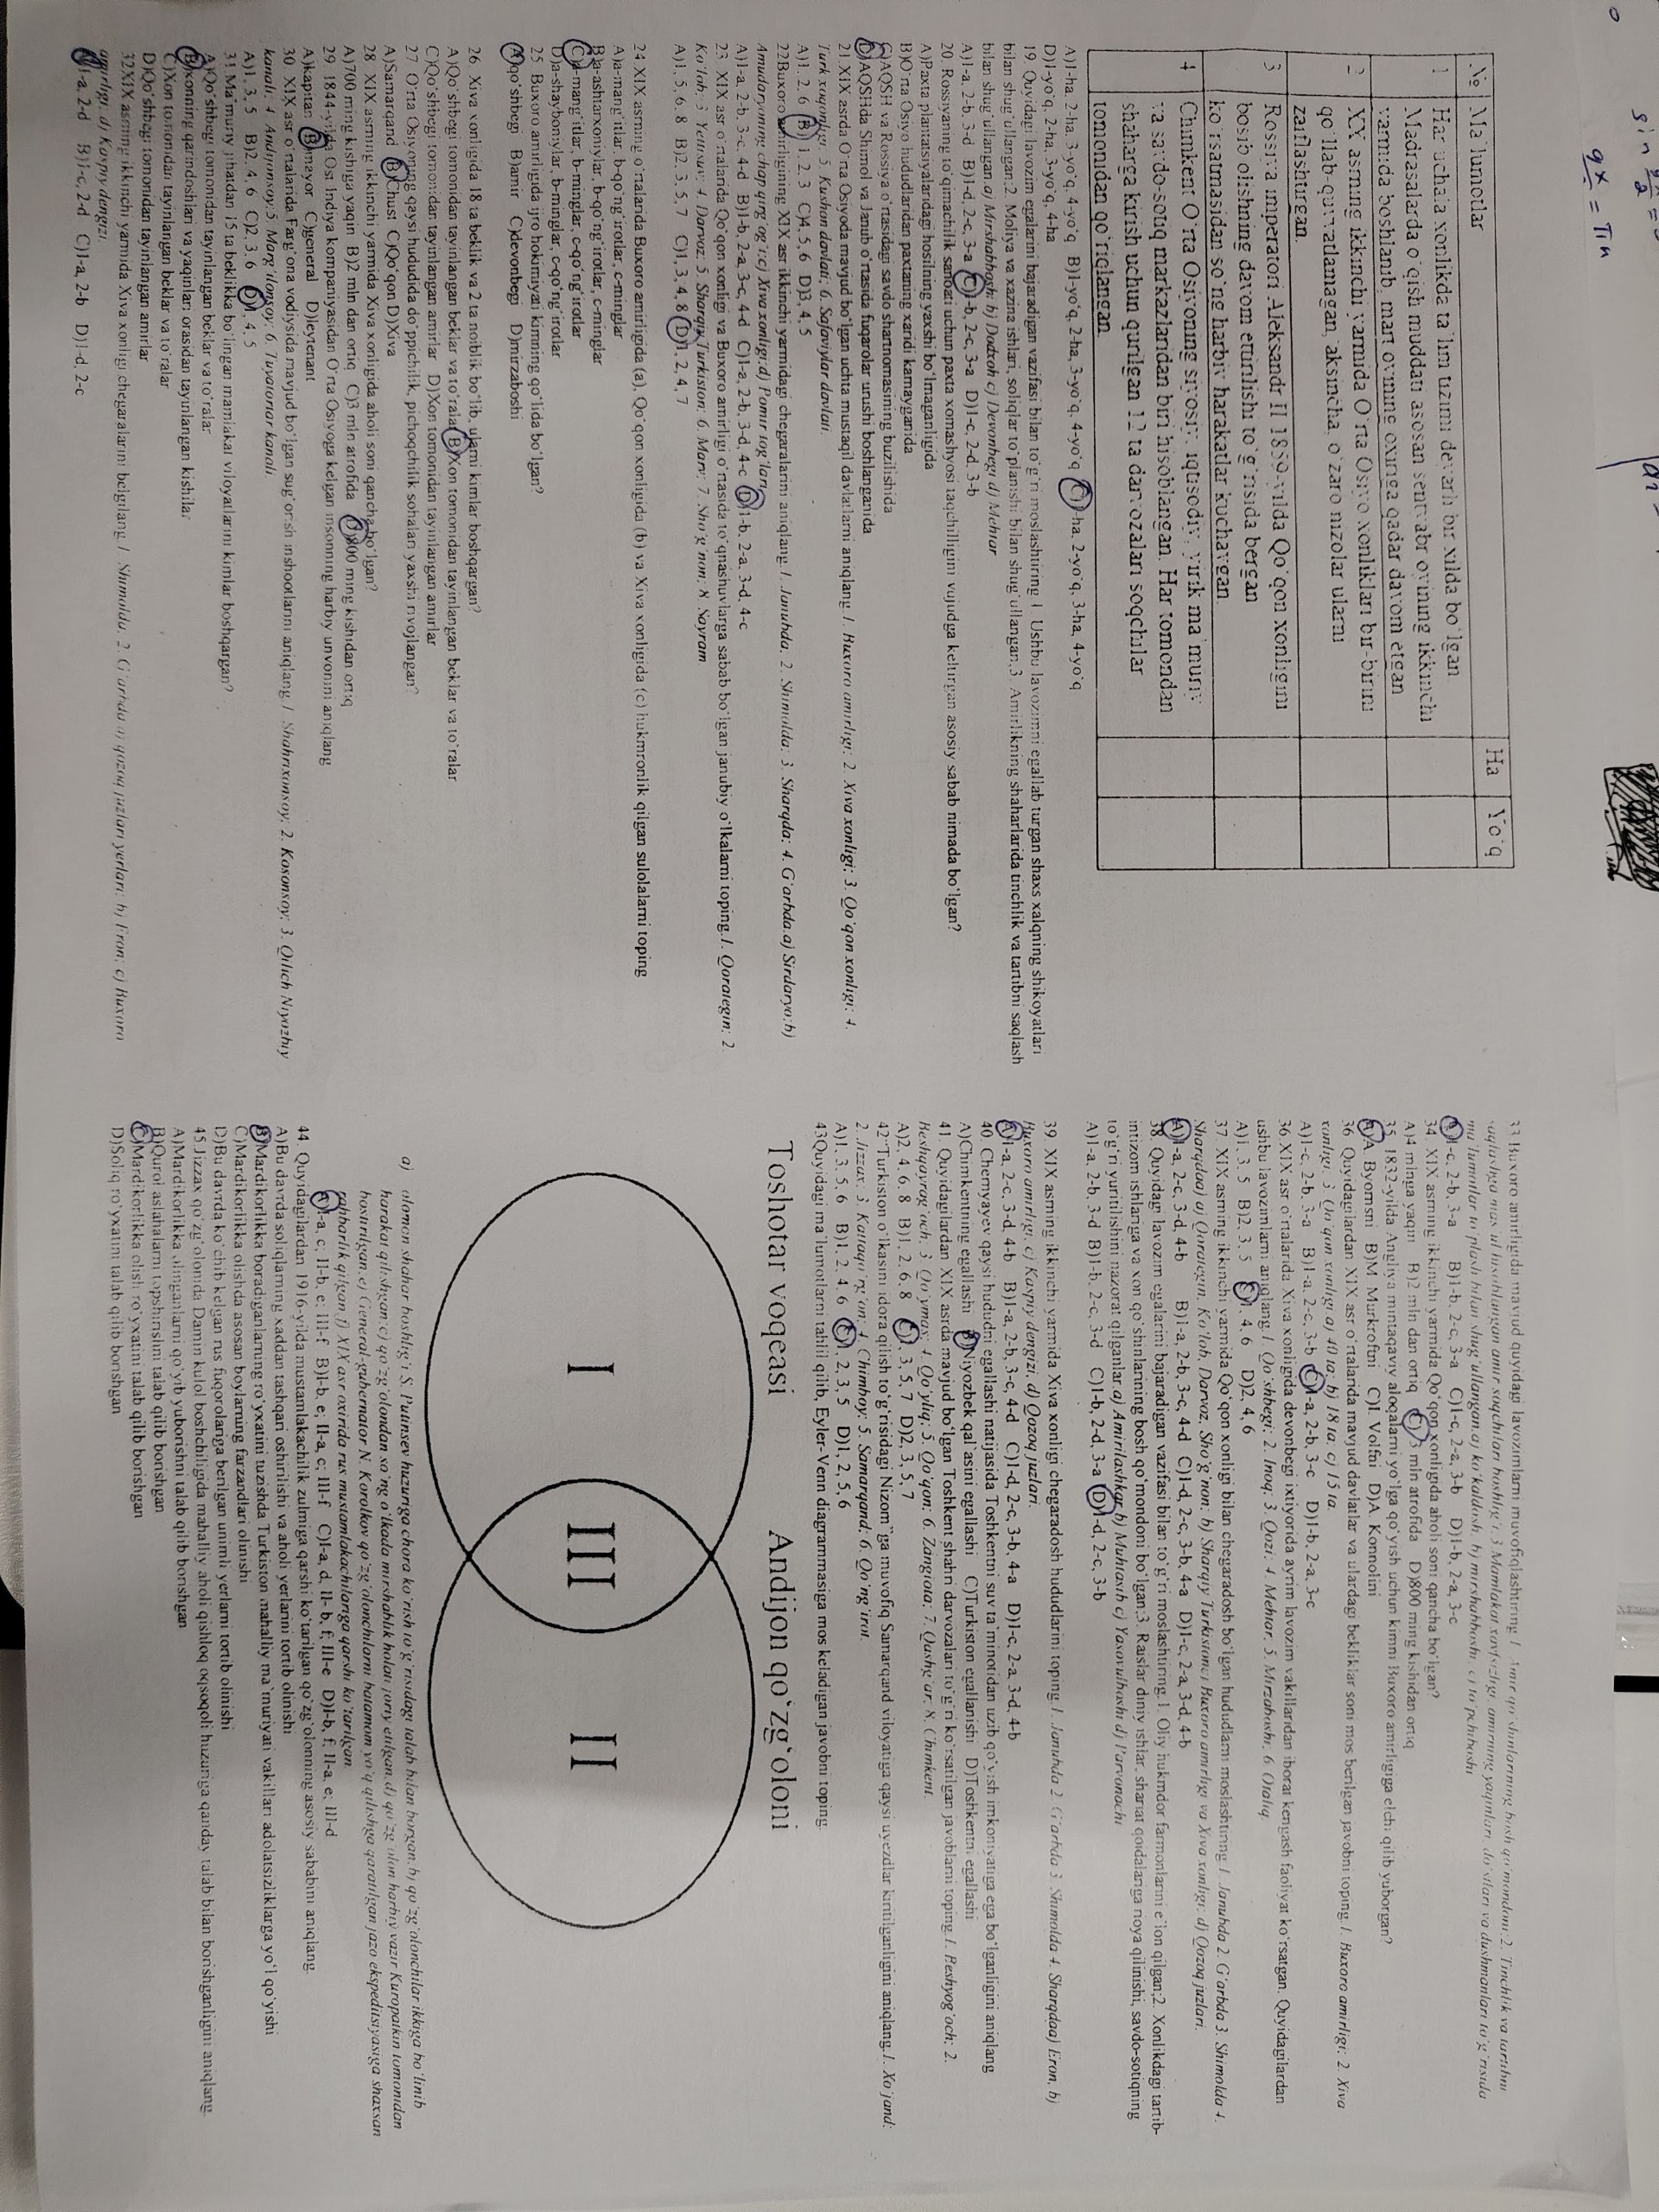 № Ma'lumotlar Ha Yo'q
1 Har uchala xonlikda ta'lim tizimi deyarli bir xilda bo'lgan
Madrasalarda o'qish muddati asosan sentyabr oyining ikkinchi
yarmida boshlanib, mart oyining oxiriga qadar davom etgan
2 XIX asrning ikkinchi yarmida O'rta Osiyo xonliklari bir-birini
qo'llab-quvvatlamagan, aksincha, o'zaro nizolar ularni
zaiflashtirgan.
3 Rossiya imperatori Aleksandr II 1859-yilda Qo'qon xonligini
bosib olishning davom ettirilishi to'g'risida bergan
ko'rsatmasidan so'ng harbiy harakatlar kuchaygan.
4 Chimkent O'rta Osiyoning siyosiy, iqtisodiy, yirik ma'muriy
va savdo-sotiq markazlaridan biri hisoblangan. Har tomondan
shaharga kirish uchun qurilgan 12 ta darvozalari soqchilar
tomonidan qo'riqlangan.
A)1-ha, 2-ha, 3-yo'q, 4-yo'q B)1-yo'q, 2-ha, 3-yo'q, 4-yo'q C)1-ha, 2-yo'q, 3-ha, 4-yo'q
D)1-yo'q, 2-ha, 3-yo'q, 4-ha
19. Quyidagi lavozim egalarini bajaradigan vazifasi bilan to'g'ri moslashtiring.1. Ushbu lavozimni egallab turgan shaxs xalqning shikoyatlari
bilan shug'ullangan;2. Moliya va xazina ishlari, soliqlar to'planishi bilan shug'ullangan;3. Amirlikning shaharlarida tinchlik va tartibni saqlash
bilan shug'ullangan.a) Mirshabbogh; b) Dodxoh c) Devonbegi d) Mehtar
A)1-a, 2-b, 3-d B)1-d, 2-c, 3-a C)1-b, 2-c, 3-a D)1-c, 2-d, 3-b
20. Rossiyaning to'qimachilik sanoati uchun paxta xomashyosi taqchilligini vujudga keltirgan asosiy sabab nimada bo'lgan?
A)Paxta plantatsiyalaridagi hosilning yaxshi bo'lmaganligida
B)O'rta Osiyo hududlaridan paxtaning xaridi kamayganida
C)AQSH va Rossiya o'rtasidagi savdo shartnomasining buzilishida
D)AQSHda Shimol va Janub o'rtasida fuqarolar urushi boshlanganida
21.XIX asrda O'rta Osiyoda mavjud bo'lgan uchta mustaqil davlatlarni aniqlang.1. Buxoro amirligi; 2. Xiva xonligi; 3. Qo'qon xonligi; 4.
Turk xoqonligi; 5. Kushon davlati; 6. Safaviylar davlati.
A)1, 2, 6 B)1, 2, 3 C)4, 5, 6 D)3, 4, 5
22Buxoro amirligining XIX asr ikkinchi yarmidagi chegaralarini aniqlang.1. Janubda; 2. Shimolda; 3. Sharqda; 4. G'arbda.a) Sirdaryo;b)
Amudaryoning chap qirg'og'i;c) Xiva xonligi;d) Pomir tog'lari;
A)1-a, 2-b, 3-c, 4-d B)1-b, 2-a, 3-c, 4-d C)1-a, 2-b, 3-d, 4-c D)1-b, 2-a, 3-d, 4-c
23. XIX asr o'rtalarida Qo'qon xonligi va Buxoro amirligi o'rtasida to'qnashuvlarga sabab bo'lgan janubiy o'lkalarni toping.1. Qorategin; 2.
Ko'lob; 3 Yettisuv; 4. Darvoz; 5. Sharqiy Turkiston; 6. Marv; 7. Shig'non; 8. Sayram
A)1, 5, 6, 8 B)2, 3, 5, 7 C)1, 3, 4, 8 D)1, 2, 4, 7
24.XIX asrning o'rtalarida Buxoro amirligida (a), Qo'qon xonligida (b) va Xiva xonligida (c) hukmronlik qilgan sulolalarni toping
A)a-mang'itlar, b-qo'ng'irotlar, c-minglar
B)a-ashtarxoniylar, b-qo'ng'irotlar, c-minglar
C)a-mang'itlar, b-minglar, c-qo'ng'irotlar
D)a-shayboniylar, b-minglar, c-qo'ng'irotlar
25. Buxoro amirligida ijro hokimiyati kimning qo'lida bo'lgan?
A)qo'shbegi B)amir C)devonbegi D)mirzaboshi
26. Xiva xonligida 18 ta beklik va 2 ta noiblik bo'lib, ularni kimlar boshqargan?
A)Qo'shbegi tomonidan tayinlangan beklar va to'ralar B)Xon tomonidan tayinlangan beklar va to'ralar
C)Qo'shbegi tomonidan tayinlangan amirlar D)Xon tomonidan tayinlangan amirlar
27. O'rta Osiyoning qaysi hududida do'ppichilik, pichoqchilik sohalari yaxshi rivojlangan?
A)Samarqand B)Chust C)Qo'qon D)Xiva
28. XIX asrning ikkinchi yarmida Xiva xonligida aholi soni qancha bo'lgan?
A)700 ming kishiga yaqin B)2 mln dan ortiq C)3 mln atrofida D)800 ming kishidan ortiq
29. 1844-yilda Ost Indiya kompaniyasidan O'rta Osiyoga kelgan insonning harbiy unvonini aniqlang
A)kapitan B)mayor C)general D)leytenant
30. XIX asr o'rtalarida Farg'ona vodiysida mavjud bo'lgan sug'orish inshootlarini aniqlang.1. Shahrixonsoy; 2. Kosonsoy; 3. Qilich Niyozbiy
kanali; 4. Andijonsoy;5. Marg'ilonsoy; 6. Tuyatortar kanali.
A)1, 3, 5 B)2, 4, 6 C)2, 3, 6 D)1, 4, 5
31.Ma'muriy jihatdan 15 ta beklikka bo'lingan mamlakat viloyatlarini kimlar boshqargan?
A)Qo'shbegi tomonidan tayinlangan beklar va to'ralar
B)Xonning qarindoshlari va yaqinlari orasidan tayinlangan kishilar
C)Xon tomonidan tayinlangan beklar va to'ralar
D)Qo'shbegi tomonidan tayinlangan amirlar
32XIX asrning ikkinchi yarmida Xiva xonligi chegaralarini belgilang.1. Shimolda; 2. G'arbda a) qozoq juzlari yerlari; b) Eron; c) Buxoro
amirligi; d) Kaspiy dengizi.
A)1-a, 2-d B)1-c, 2-d C)1-a, 2-b D)1-d, 2-c
33.Buxoro amirligida mavjud quyidagi lavozimlarni muvofiqlashtiring.1. Amir qo'shinlarining bosh qo'mondoni;2. Tinchlik va tartibni
saqlashga mas'ul hisoblangan amir soqchilari boshlig'i;3.Mamlakat xavfsizligi, amirning yaqinlari, do'stlari va dushmanlari to'g'risida
ma'lumotlar to'plash bilan shug'ullangan.a) ko'kaldosh; b) mirshabboshi; c) to'pchiboshi
A)1-c, 2-b, 3-a B)1-b, 2-c, 3-a C)1-c, 2-a, 3-b D)1-b, 2-a, 3-c
34. XIX asrning ikkinchi yarmida Qo'qon xonligida aholi soni qancha bo'lgan?
A)4 mlnga yaqin B)2 mln dan ortiq C)3 mln atrofida D)800 ming kishidan ortiq
35. 1832-yilda Angliya mintaqaviy aloqalarni yo'lga qo'yish uchun kimni Buxoro amirligiga elchi qilib yuborgan?
A)A. Byornsni B)M. Murkroftni C)I. Volfni D)A. Konnolini
36.Quyidagilardan XIX asr o'rtalarida mavjud davlatlar va ulardagi bekliklar soni mos berilgan javobni toping.1. Buxoro amirligi; 2. Xiva
xonligi; 3. Qo'qon xonligi a) 40 ta; b) 18 ta; c) 15 ta.
A)1-c, 2-b, 3-a B)1-a, 2-c, 3-b C)1-a, 2-b, 3-c D)1-b, 2-a, 3-c
36.XIX asr o'rtalarida Xiva xonligida devonbegi ixtiyorida ayrim lavozim vakillaridan iborat kengash faoliyat ko'rsatgan. Quyidagilardan
ushbu lavozimlarni aniqlang.1. Qo'shbegi; 2. Inoq; 3. Qozi; 4. Mehtar; 5. Mirzaboshi; 6. Otaliq.
A)1, 3, 5 B)2, 3, 5 C)1, 4, 6 D)2, 4, 6
37. XIX asrning ikkinchi yarmida Qo'qon xonligi bilan chegaradosh bo'lgan hududlarni moslashtiring.1. Janubda 2. G'arbda 3. Shimolda 4.
Sharqdaa) a) Qorategin, Ko'lob, Darvoz, Shog'non; b) Sharqiy Turkiston;c) Buxoro amirligi va Xiva xonligi; d) Qozoq juzlari.
A)1-a, 2-c, 3-d, 4-b B)1-a, 2-b, 3-c, 4-d C)1-d, 2-c, 3-b, 4-a D)1-c, 2-a, 3-d, 4-b
38. Quyidagi lavozim egalarini bajaradigan vazifasi bilan to'g'ri moslashtiring.1. Oliy hukmdor farmonlarini e'lon qilgan;2. Xonlikdagi tartib-
intizom ishlariga va xon qo'shinlarining bosh qo'mondoni bo'lgan;3. Raislar diniy ishlar, shariat qoidalariga rioya qilinishi, savdo-sotiqning
to'g'ri yuritilishini nazorat qilganlar.a) Amirilashkar b) Muhtasib c) Yasovulboshi d) Parvonachi
A)1-a, 2-b, 3-d B)1-b, 2-c, 3-d C)1-b, 2-d, 3-a D)1-d, 2-c, 3-b
39. XIX asrning ikkinchi yarmida Xiva xonligi chegaradosh hududlarini toping.1. Janubda 2. G'arbda 3. Shimolda 4. Sharqdaa) Eron; b)
Buxoro amirligi; c) Kaspiy dengizi; d) Qozoq juzlari.
A)1-a, 2-c, 3-d, 4-b B)1-a, 2-b, 3-c, 4-d C)1-d, 2-c, 3-b, 4-a D)1-c, 2-a, 3-d, 4-b
40. Chernyayev qaysi hududni egallashi natijasida Toshkentni suv ta'minotidan uzib qo'yish imkoniyatiga ega bo'lganligini aniqlang
A)Chimkentning egallashi B)Niyozbek qal'asini egallashi C)Turkiston egallanishi D)Toshkentni egallashi
41. Quyidagilardan XIX asrda mavjud bo'lgan Toshkent shahri darvozalari to'g'ri ko'rsatilgan javoblarni toping.1. Beshyog'och; 2.
Beshqayrag'och; 3. Qo'ymas; 4. Qo'yliq; 5. Qo'qon; 6. Zangiota; 7. Qashg'ar; 8. Chimkent.
A)2, 4, 6, 8 B)1, 2, 6, 8 C)1, 3, 5, 7 D)2, 3, 5, 7
42."Turkiston o'lkasini idora qilish to'g'risidagi Nizom"ga muvofiq Samarqand viloyatiga qaysi uyezdlar kiritilganligini aniqlang.1. Xo'jand;
2. Jizzax; 3. Kattaqo'rg'on; 4. Chimboy; 5. Samarqand; 6. Qo'ng'irot.
A)1, 3, 5, 6 B)1, 2, 4, 6 C)1, 2, 3, 5 D)1, 2, 5, 6
43Quyidagi ma'lumotlarni tahlil qilib, Eyler-Venn diagrammasiga mos keladigan javobni toping.
Toshotar voqeasi Andijon qo'zg'oloni
I III II
a) olomon shahar boshlig'i S. Putinsev huzuriga chora ko'rish to'g'risidagi talab bilan borgan; b) qo'zg'olonchilar ikkiga bo'linib
harakat qilishgan;c) qo'zg'olondan so'ng o'lkada mirshablik holati joriy etilgan;d) qo'zg'olon harbiy vazir Kuropatkin tomonidan
bostirilgan;e) General-gubernator N. Korolkov qo'zg'olonchilarni batamom yo'q qilishga qaratilgan jazo ekspeditsiyasiga shaxsan
rahbarlik qilgan;f) XIX asr oxirida rus mustamlakachilariga qarshi ko'tarilgan.
A)I-a, c; II-b, e; III-f B)I-b, e; II-a, c; III-f C)I-a, d; II- b, f; III-e D)I-b, f; II-a, e; III-d
44. Quyidagilardan 1916-yilda mustamlakachilik zulmiga qarshi ko'tarilgan qo'zg'olonning asosiy sababini aniqlang.
A)Bu davrda soliqlarning xaddan tashqari oshirilishi va aholi yerlarini tortib olinishi
B)Mardikorlikka boradiganlarning ro'yxatini tuzishda Turkiston mahalliy ma'muriyati vakillari adolatsizliklarga yo'l qo'yishi
C)Mardikorlikka olishda asosan boylarning farzandlari olinishi
D)Bu davrda ko'chib kelgan rus fuqorolariga berilgan unumli yerlarni tortib olinishi
45.Jizzax qo'zg'olonida Damin kulol boshchiligida mahalliy aholi qishloq oqsoqoli huzuriga qanday talab bilan borishganligini aniqlang.
A)Mardikorlikka olinganlarni qo'yib yuborishni talab qilib borishgan
B)Qurol aslahalarni topshirishni talab qilib borishgan
C)Mardikorlikka olish ro'yxatini talab qilib borishgan
D)Soliq ro'yxatini talab qilib borishgan